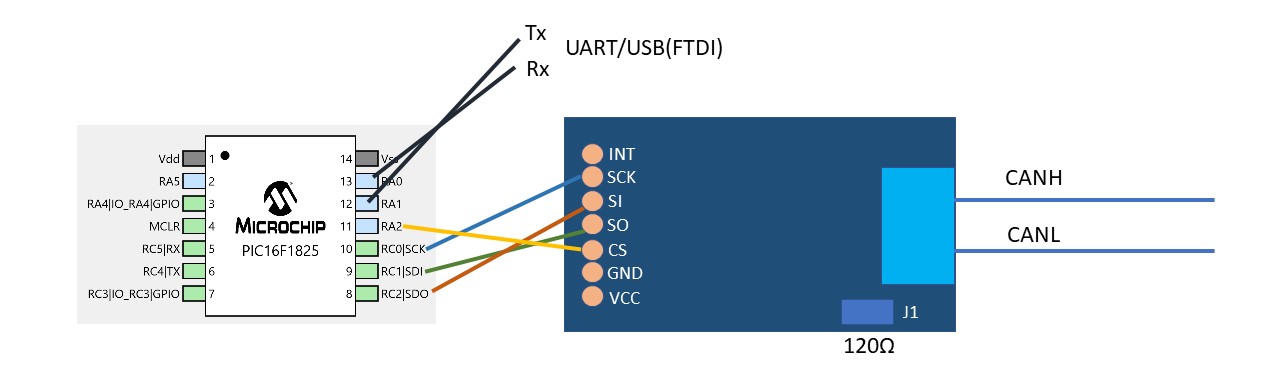 Tx
UART/USB(FTDI)
Rx
Vdd 1
14 Vss
RA5 2
13 RA0
RA4|IO_RA4|GPIO 3
12 RA1
MCLR 4
11 RA2
RC5|RX 5
10 RC0|SCK
RC4|TX 6
9 RC1|SDI
RC3|IO_RC3|GPIO 7
8 RC2|SDO
MICROCHIP
PIC16F1825
INT
SCK
SI
SO
CS
GND
VCC
CANH
CANL
J1
120Ω